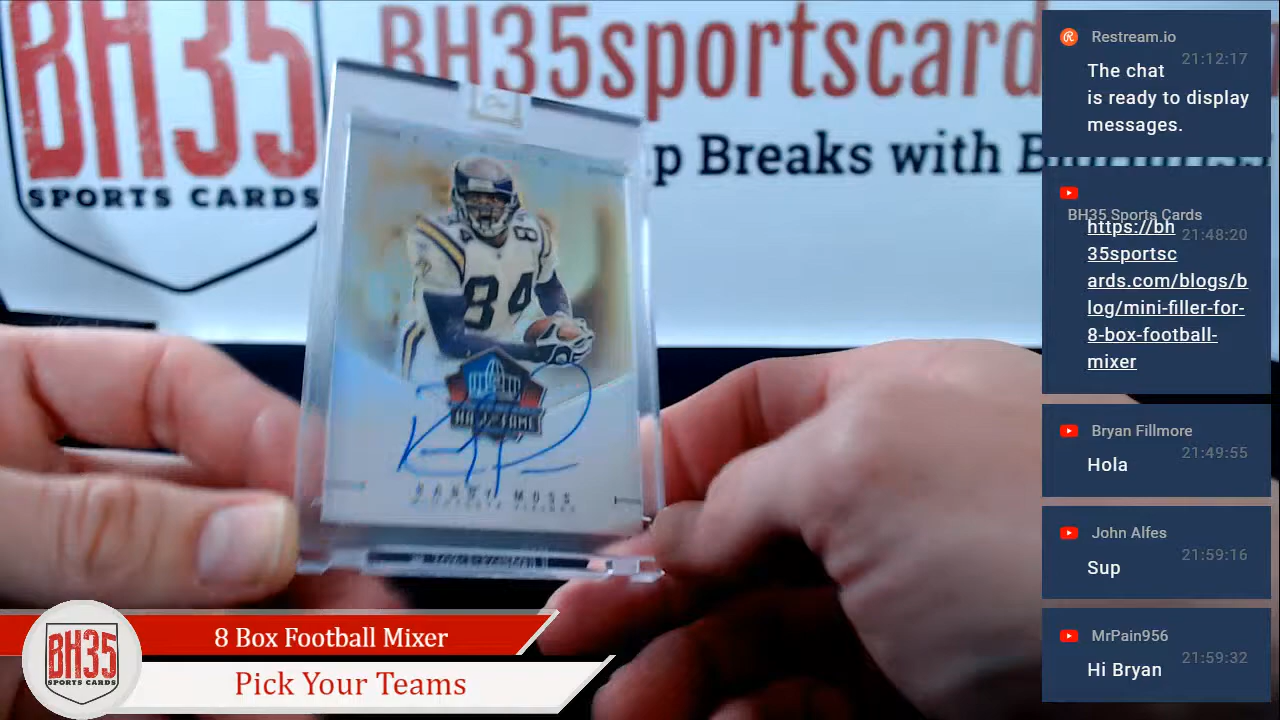 BH35
SPORTS CARDS
BH35sportscard
p Breaks with B
84
84
HALL OF FAME
RANDY MOSS
MINNESOTA VIKINGS
8 Box Football Mixer
Pick Your Teams
BH35
SPORTS CARDS
Restream.io
21:12:17
The chat
is ready to display
messages.
BH35 Sports Cards
21:48:20
https://bh
35sportsc
ards.com/blogs/b
log/mini-filler-for-
8-box-football-
mixer
Bryan Fillmore
21:49:55
Hola
John Alfes
21:59:16
Sup
MrPain956
21:59:32
Hi Bryan